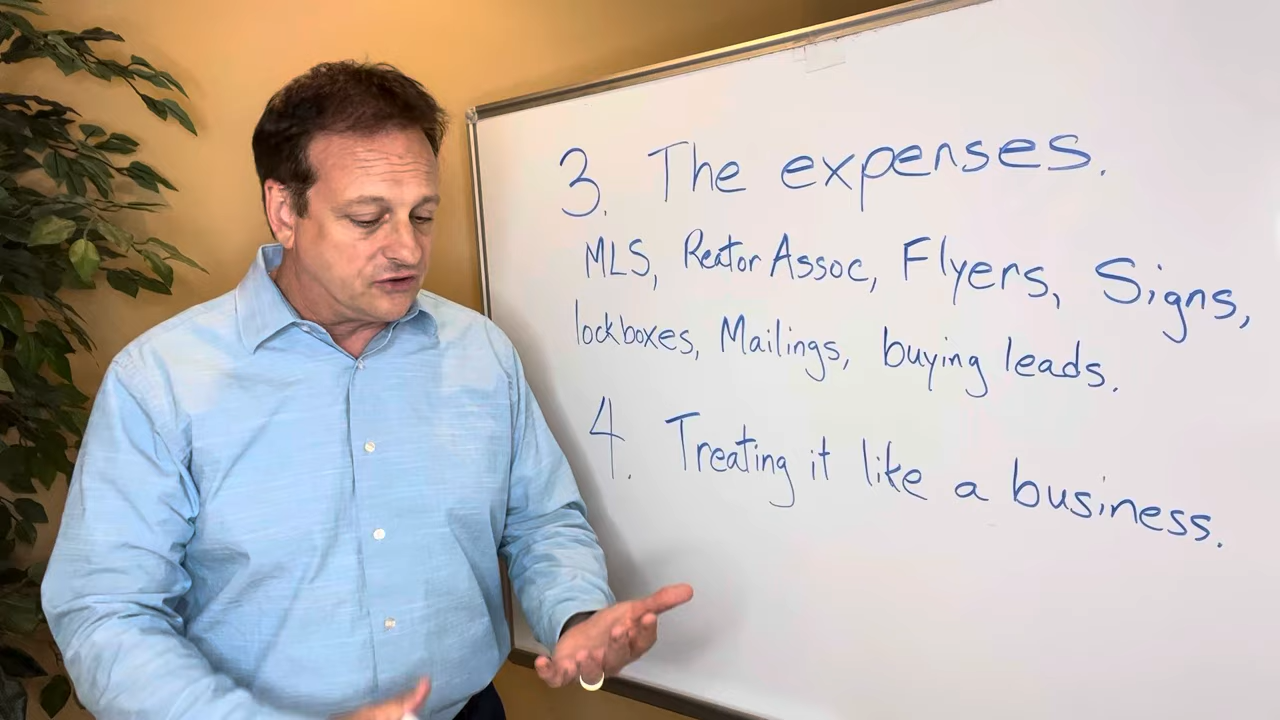 3. The expenses.
MLS, Reator Assoc, Flyers, Signs,
lockboxes, Mailings, buying leads.
4. Treating it like a business.